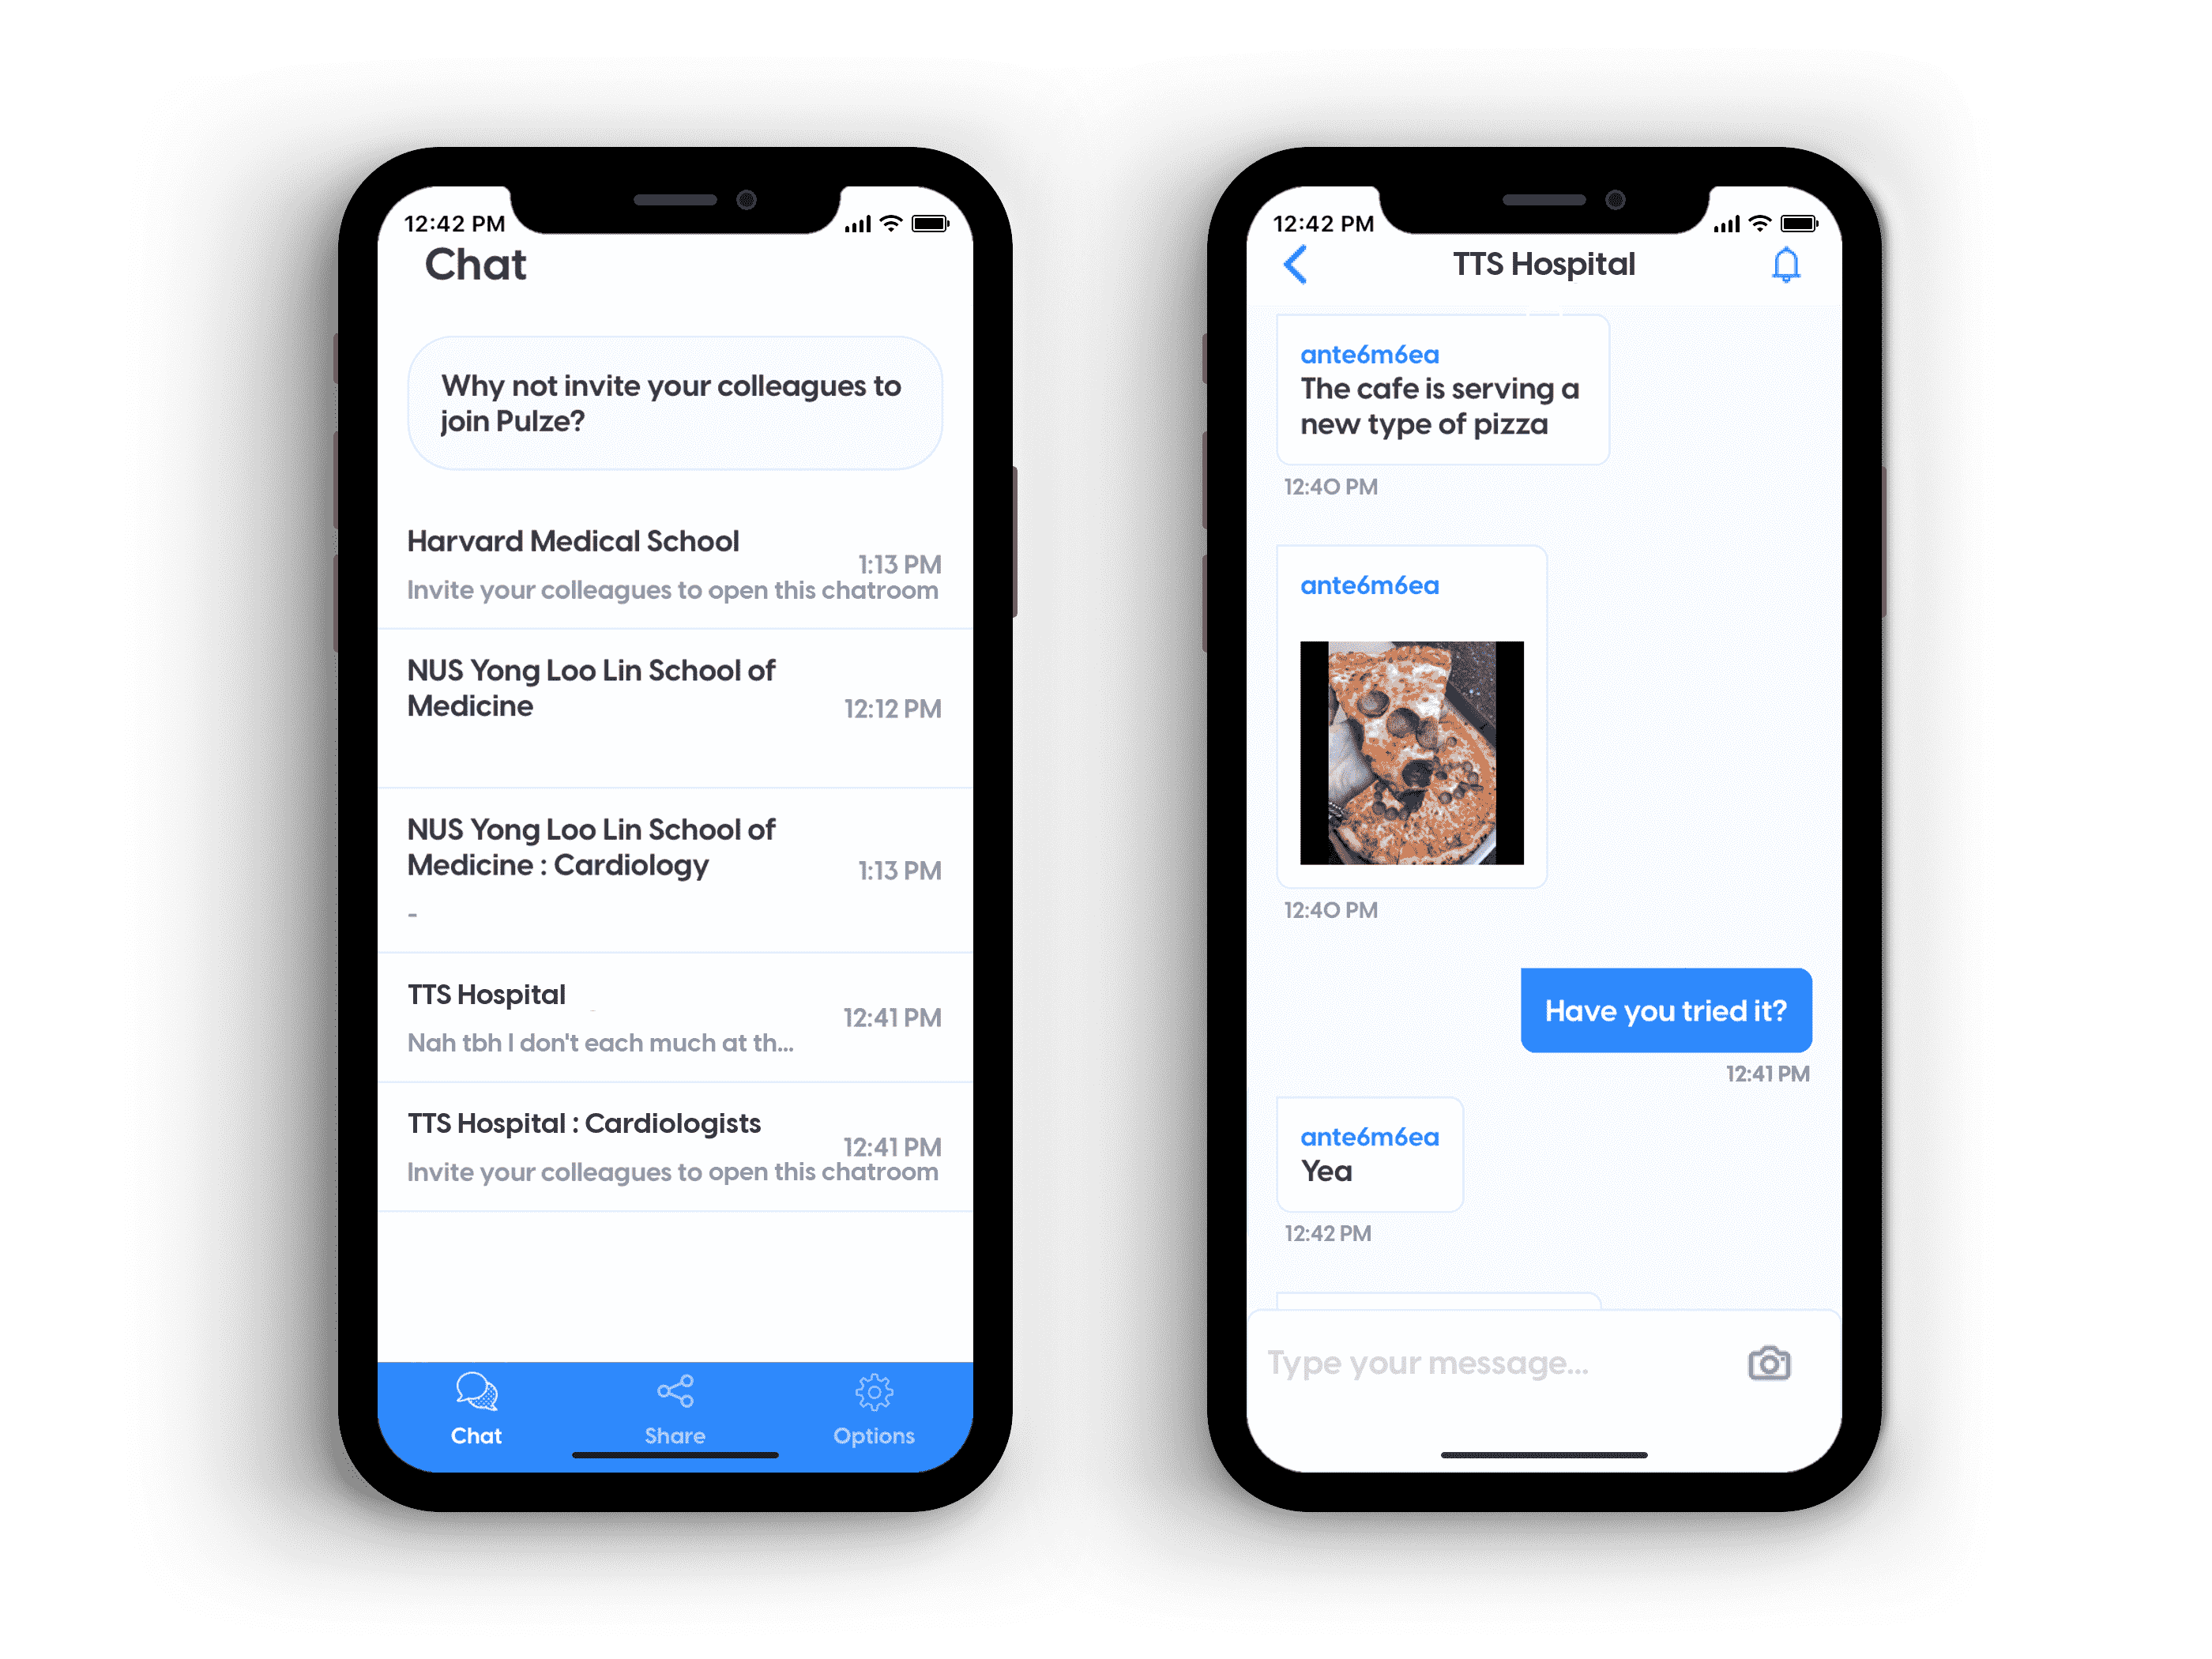 12:42 PM
Chat
Why not invite your colleagues to
join Pulze?
Harvard Medical School
1:13 PM
Invite your colleagues to open this chatroom
NUS Yong Loo Lin School of
Medicine
12:12 PM
NUS Yong Loo Lin School of
Medicine : Cardiology
1:13 PM
-
TTS Hospital
12:41 PM
Nah tbh I don't each much at th...
TTS Hospital : Cardiologists
12:41 PM
Invite your colleagues to open this chatroom
Chat
Share
Options
12:42 PM
TTS Hospital
ante6m6ea
The cafe is serving a
new type of pizza
12:40 PM
ante6m6ea
12:40 PM
Have you tried it?
12:41 PM
ante6m6ea
Yea
12:42 PM
Type your message...